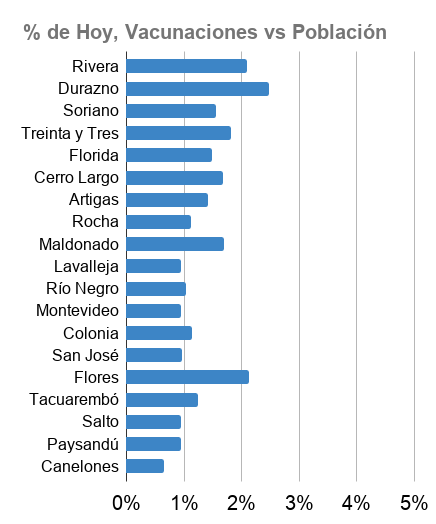 % de Hoy, Vacunaciones vs Población
Rivera
Durazno
Soriano
Treinta y Tres
Florida
Cerro Largo
Artigas
Rocha
Maldonado
Lavalleja
Río Negro
Montevideo
Colonia
San José
Flores
Tacuarembó
Salto
Paysandú
Canelones
0% 1% 2% 3% 4% 5%